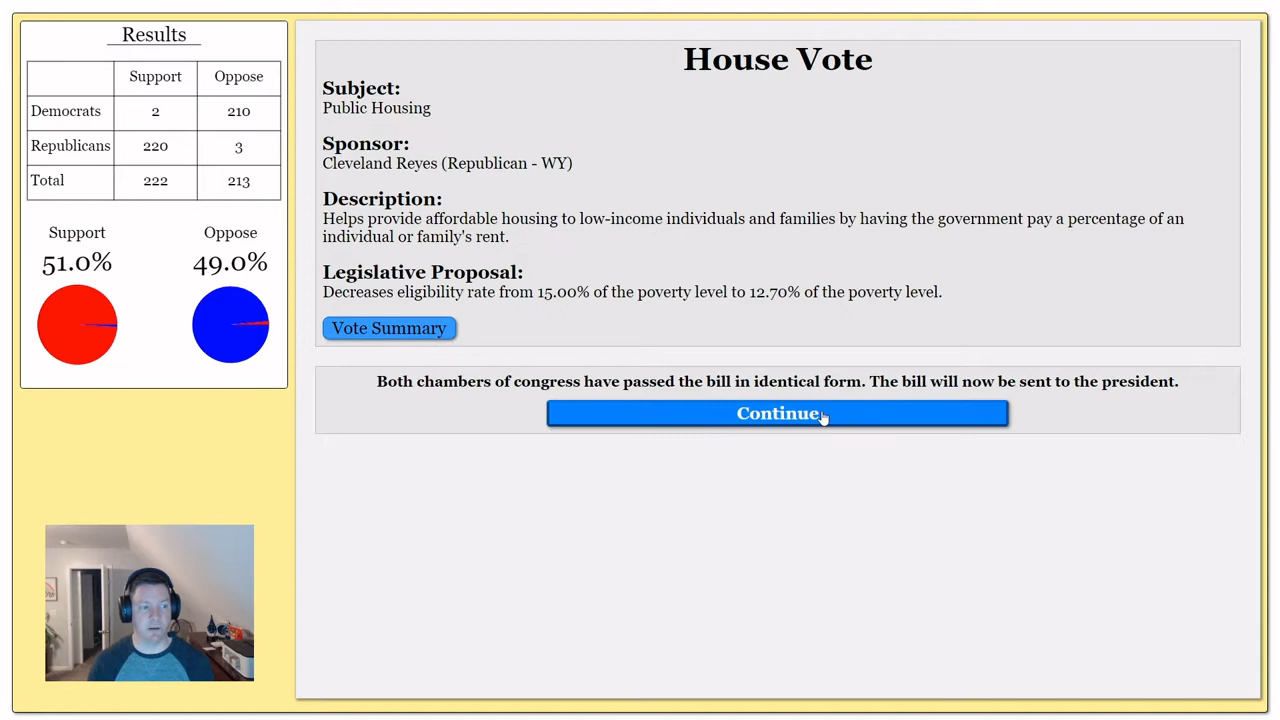 Results
Support Oppose
Democrats 2 210
Republicans 220 3
Total 222 213
Support Oppose
51.0% 49.0%
House Vote
Subject:
Public Housing
Sponsor:
Cleveland Reyes (Republican - WY)
Description:
Helps provide affordable housing to low-income individuals and families by having the government pay a percentage of an
individual or family's rent.
Legislative Proposal:
Decreases eligibility rate from 15.00% of the poverty level to 12.70% of the poverty level.
Vote Summary
Both chambers of congress have passed the bill in identical form. The bill will now be sent to the president.
Continue